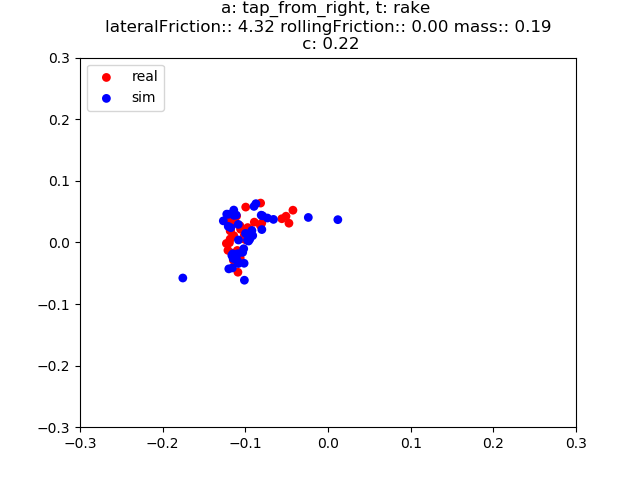 a: tap_from_right, t: rake
lateralFriction:: 4.32 rollingFriction:: 0.00 mass:: 0.19
c: 0.22
real
sim
0.3
0.2
0.1
0.0
−0.1
−0.2
−0.3
−0.3
−0.2
−0.1
0.0
0.1
0.2
0.3